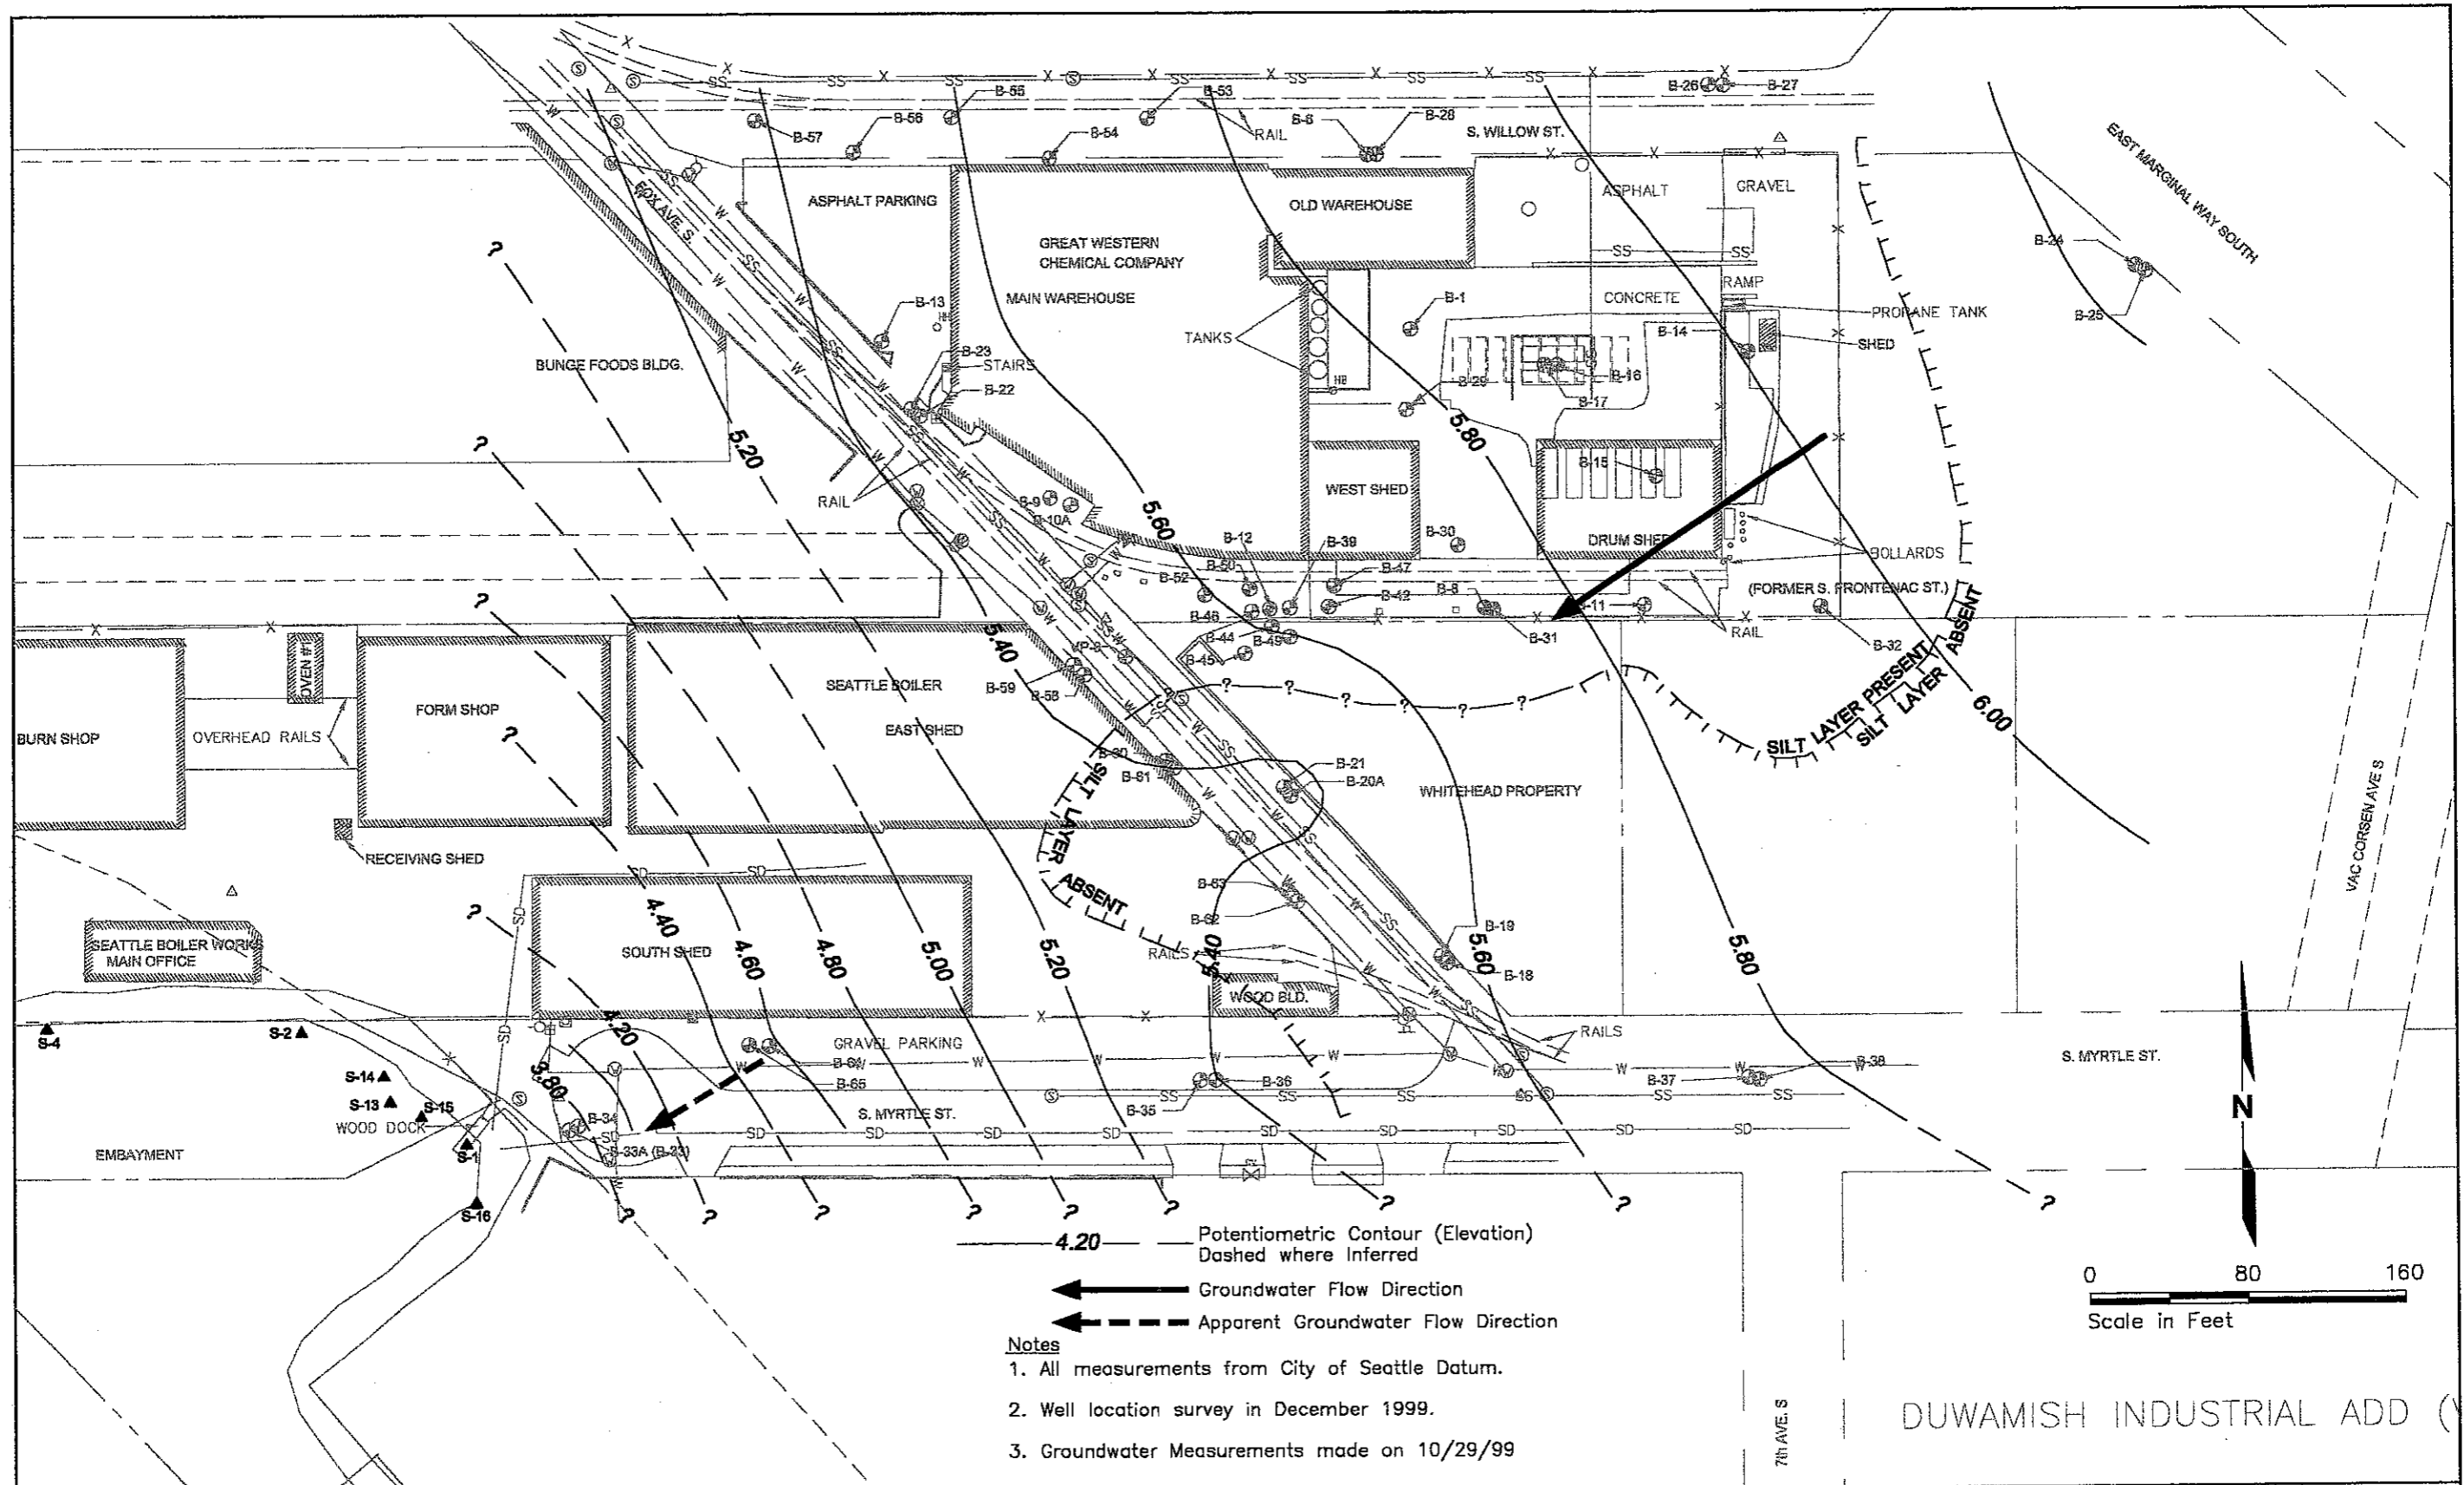 B-55
B-53
B-26
B-27
B-57
B-56
B-54
RAIL
B-6
B-28
S. WILLOW ST.
EAST MARGINAL WAY SOUTH
FOX AVE. S.
ASPHALT PARKING
OLD WAREHOUSE
ASPHALT
GRAVEL
GREAT WESTERN
CHEMICAL COMPANY
MAIN WAREHOUSE
B-24
B-25
RAMP
CONCRETE
PROPANE TANK
SHED
B-13
HH
B-23
STAIRS
B-22
TANKS
B-1
B-14
HB
B-29
B-16
B-17
BUNGE FOODS BLDG.
5.20
5.80
B-15
WEST SHED
RAIL
B-9
B-10A
5.60
B-12
B-39
B-30
DRUM SHED
BOLLARDS
B-50
B-52
B-47
B-42
B-8
B-11
(FORMER S. FRONTENAC ST.)
B-46
B-44
B-49
B-45
B-31
RAIL
B-32
5.40
OVEN #1
SEATTLE BOILER
EAST SHED
B-59
B-58
FORM SHOP
BURN SHOP
OVERHEAD RAILS
SILT LAYER PRESENT
SILT LAYER ABSENT
6.00
B-61
B-21
B-20A
WHITEHEAD PROPERTY
SILT LAYER ABSENT
VAC CORSEN AVE S
RECEIVING SHED
B-63
B-62
4.40
4.60
4.80
5.00
5.20
5.40
5.60
5.80
SOUTH SHED
SEATTLE BOILER WORKS
MAIN OFFICE
RAILS
B-19
B-18
WOOD BLD.
4.20
3.80
S-4
S-2
S-14
S-13
S-15
WOOD DOCK
S-1
S-16
EMBAYMENT
GRAVEL PARKING
B-64
B-65
RAILS
S. MYRTLE ST.
B-37
B-38
B-36
B-35
S. MYRTLE ST.
B-34
B-33A (B-33)
4.20
Potentiometric Contour (Elevation)
Dashed where Inferred
Groundwater Flow Direction
Apparent Groundwater Flow Direction
Notes
1. All measurements from City of Seattle Datum.
2. Well location survey in December 1999.
3. Groundwater Measurements made on 10/29/99
N
0 80 160
Scale in Feet
7th AVE. S
DUWAMISH INDUSTRIAL ADD (